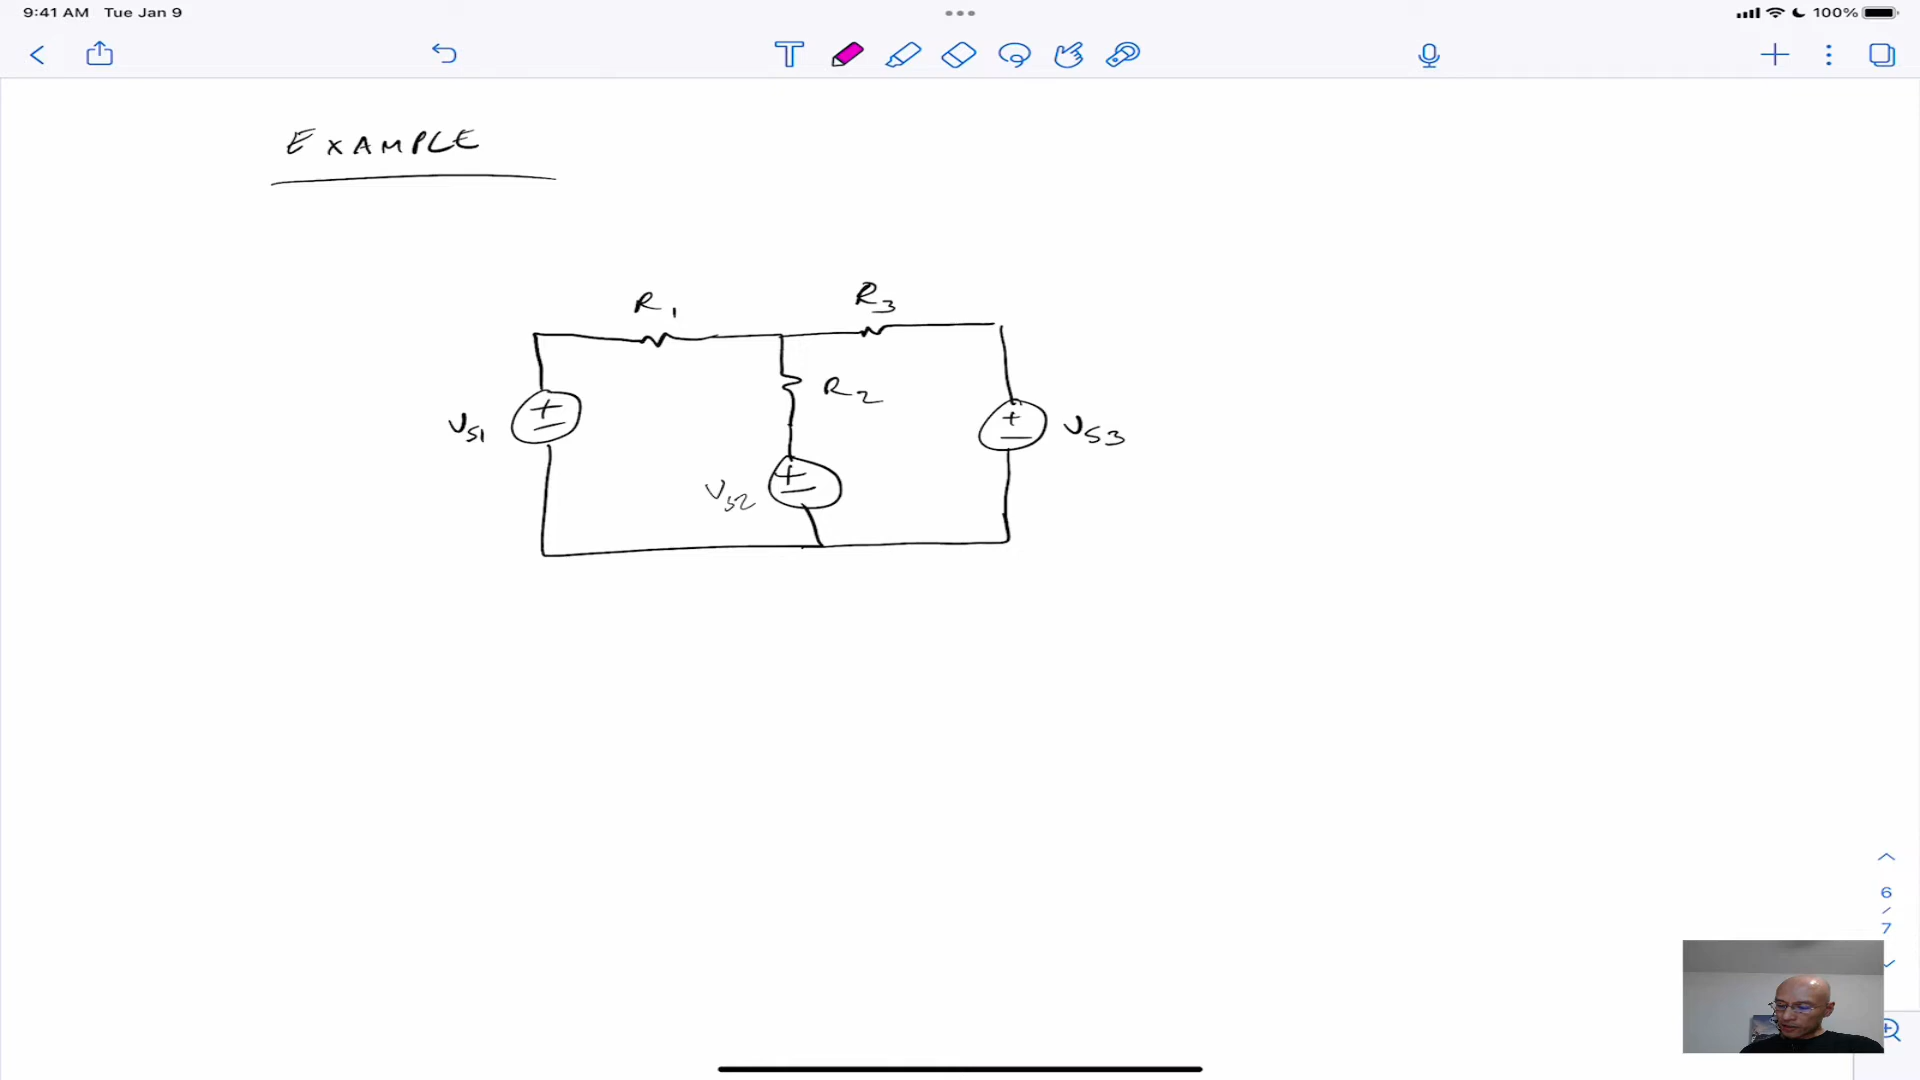 9:41 AM Tue Jan 9
100%
T
EXAMPLE
R1
R3
R2
+
VS1
+
VS3
+
VS2
6
/
7